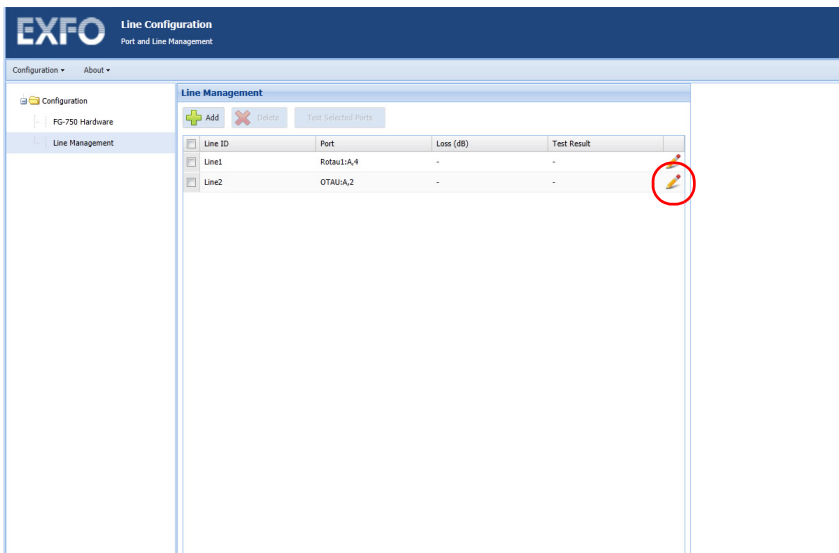 EXFO
Line Configuration
Port and Line Management
Configuration
About
Configuration
FG-750 Hardware
Line Management
Line Management
Add
Delete
Test Selected Ports
Line ID Port Loss (dB) Test Result
Line1 Rotau1:A,4 - -
Line2 OTAU:A,2 - -